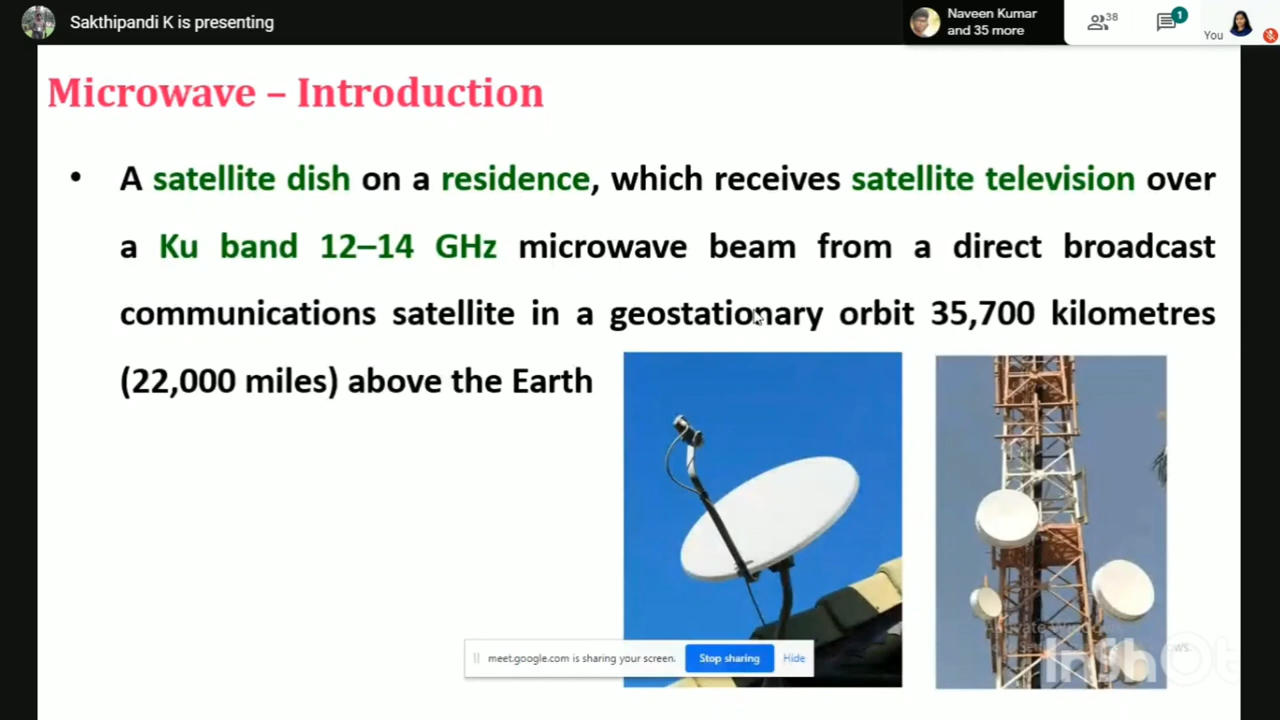 Sakthipandi K is presenting
Naveen Kumar
and 35 more
38
1
You
Microwave – Introduction
• A satellite dish on a residence, which receives satellite television over
a Ku band 12–14 GHz microwave beam from a direct broadcast
communications satellite in a geostationary orbit 35,700 kilometres
(22,000 miles) above the Earth
meet.google.com is sharing your screen.
Stop sharing
Hide